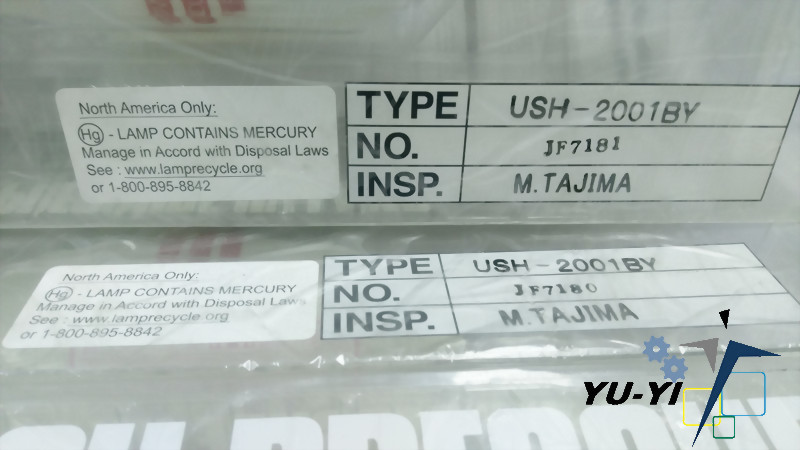 North America Only:
Hg - LAMP CONTAINS MERCURY
Manage in Accord with Disposal Laws
See : www.lamprecycle.org
or 1-800-895-8842
TYPE USH-2001BY
NO. JF7181
INSP. M.TAJIMA
North America Only:
Hg - LAMP CONTAINS MERCURY
Manage in Accord with Disposal Laws
See : www.lamprecycle.org
or 1-800-895-8842
TYPE USH-2001BY
NO. JF7180
INSP. M.TAJIMA
YU-YI